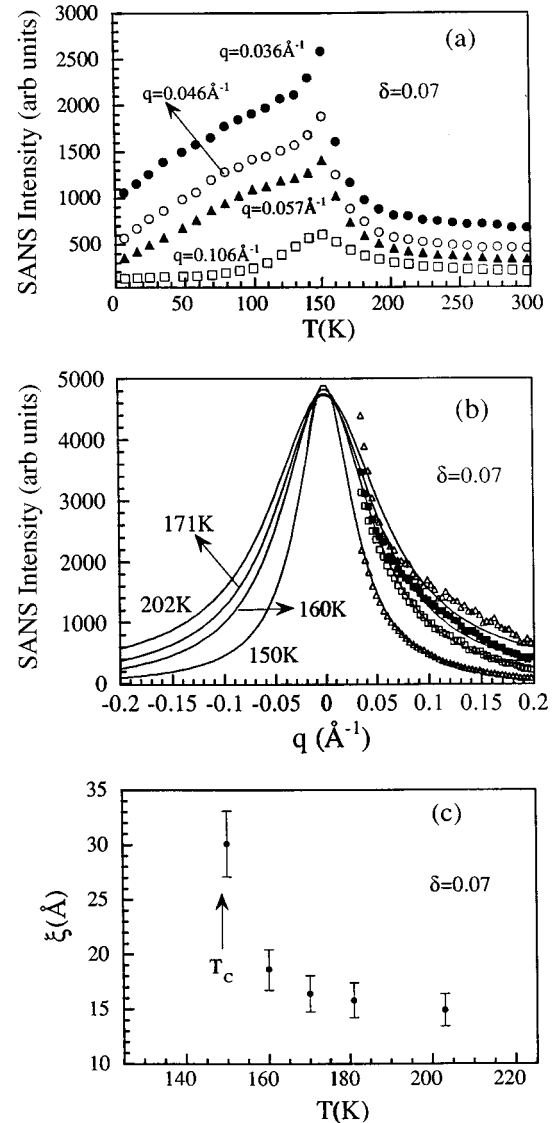 3000
(a)
q=0.036Å⁻¹
2500
δ=0.07
q=0.046Å⁻¹
2000
1500
1000
q=0.057Å⁻¹
500
q=0.106Å⁻¹
0 50 100 150 200 250 300
T(K)
SANS Intensity (arb units)
5000
(b)
4000
δ=0.07
3000
171K
2000
202K
160K
1000
150K
0
-0.2 -0.15 -0.1 -0.05 0 0.05 0.1 0.15 0.2
q (Å⁻¹)
SANS Intensity (arb units)
35
(c)
30
δ=0.07
25
20
T_C
15
10
140 160 180 200 220
T(K)
ξ(Å)